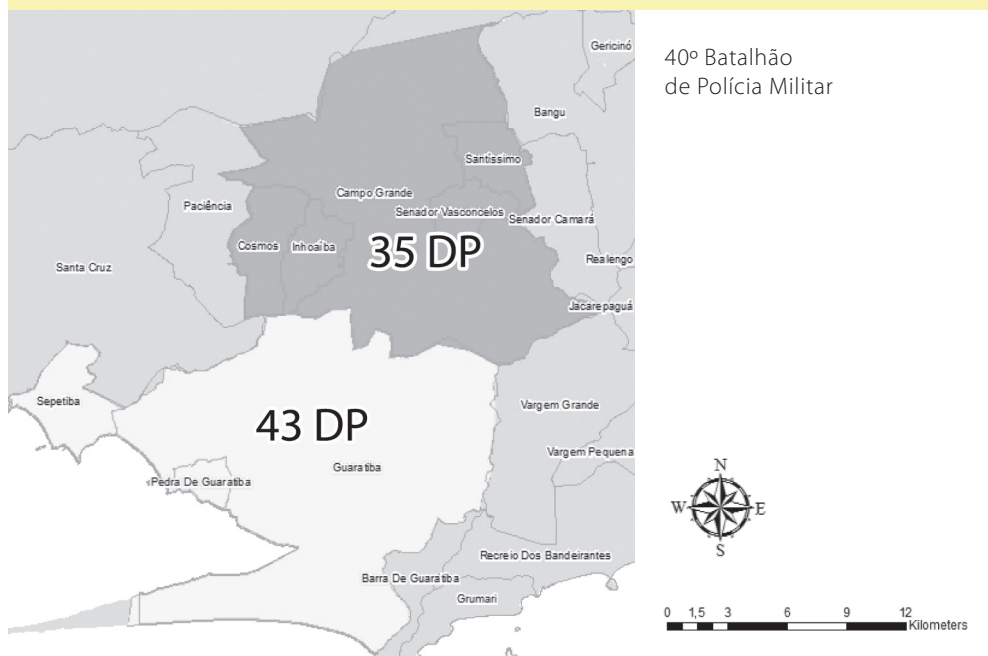 40º Batalhão
de Polícia Militar
Gericinó
Bangu
Santíssimo
Campo Grande
Paciência
Senador Vasconcelos
Senador Camará
Cosmos
Inhoaíba
35 DP
Realengo
Santa Cruz
Jacarepaguá
Sepetiba
Vargem Grande
43 DP
Vargem Pequena
Guaratiba
Pedra De Guaratiba
N
W
E
S
Recreio Dos Bandeirantes
Barra De Guaratiba
Grumari
0 1,5 3 6 9 12
Kilometers